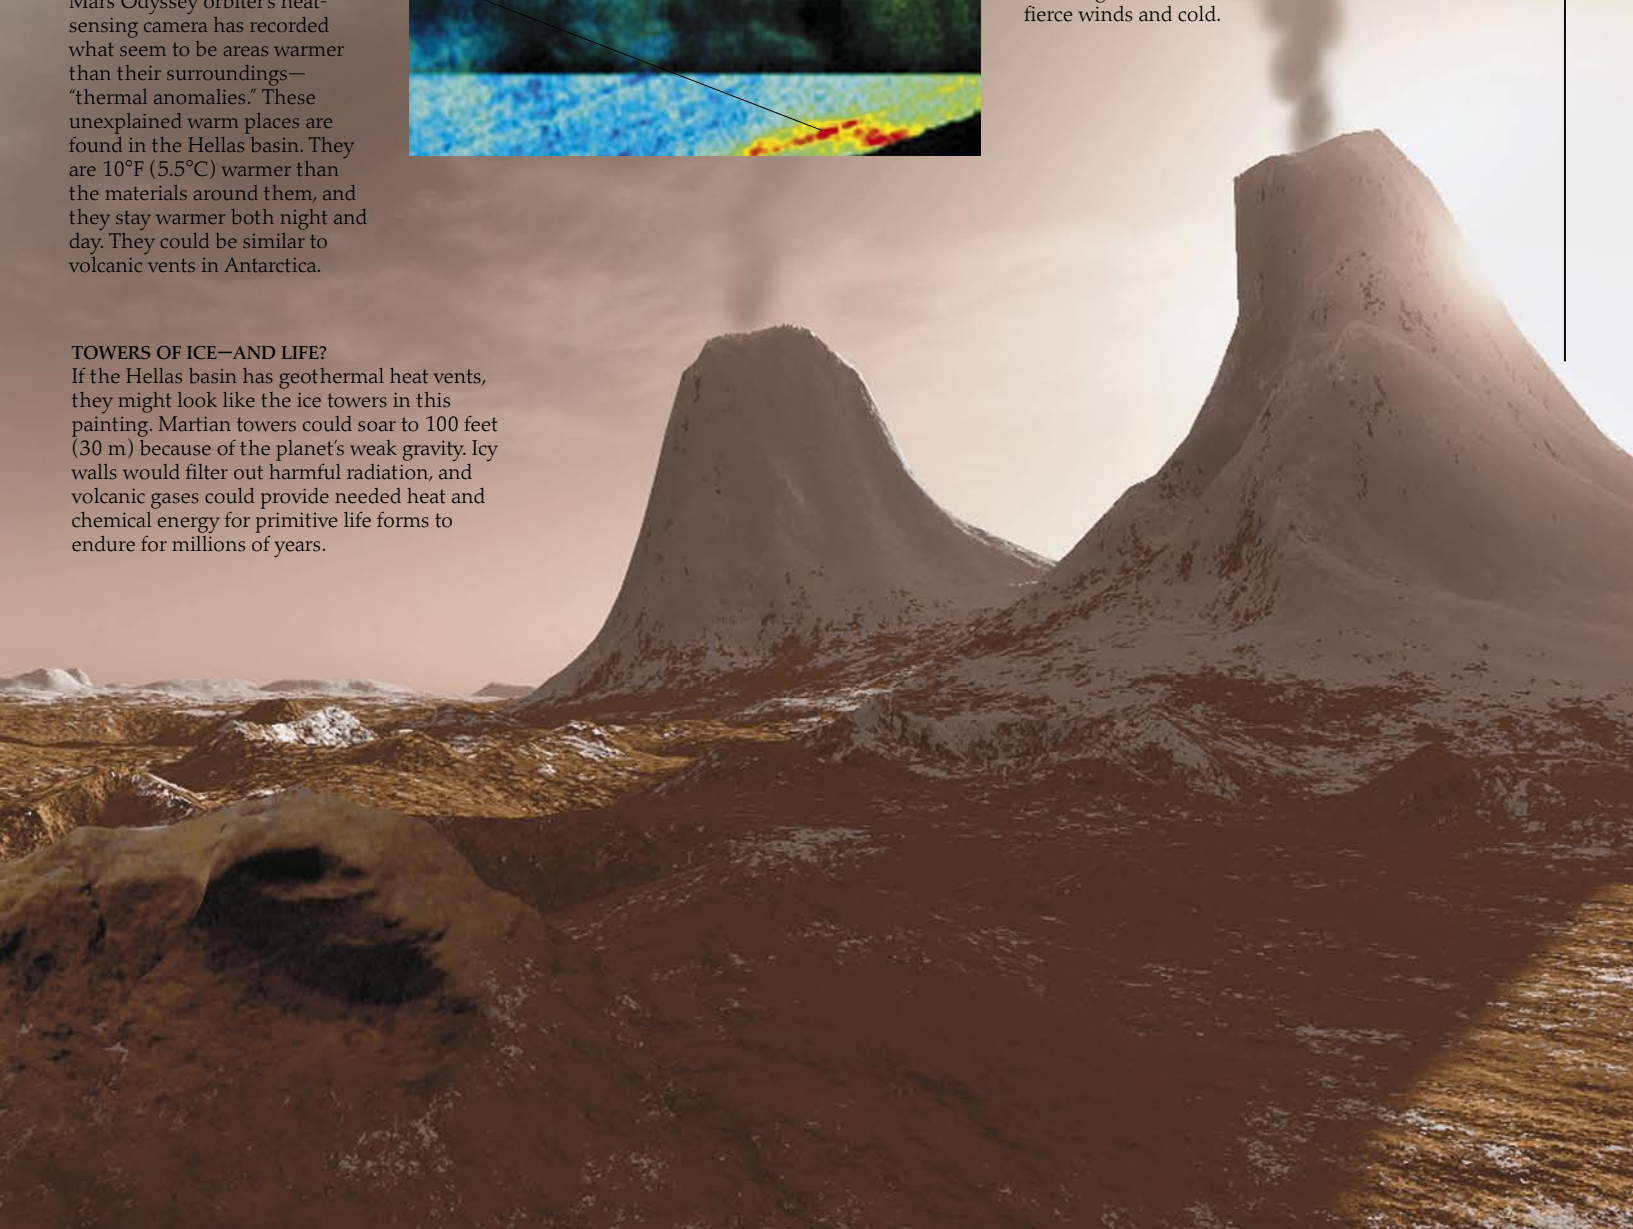 Mars Odyssey orbiter's heat-
sensing camera has recorded
what seem to be areas warmer
than their surroundings—
“thermal anomalies.” These
unexplained warm places are
found in the Hellas basin. They
are 10°F (5.5°C) warmer than
the materials around them, and
they stay warmer both night and
day. They could be similar to
volcanic vents in Antarctica.
TOWERS OF ICE—AND LIFE?
If the Hellas basin has geothermal heat vents,
they might look like the ice towers in this
painting. Martian towers could soar to 100 feet
(30 m) because of the planet's weak gravity. Icy
walls would filter out harmful radiation, and
volcanic gases could provide needed heat and
chemical energy for primitive life forms to
endure for millions of years.
fierce winds and cold.